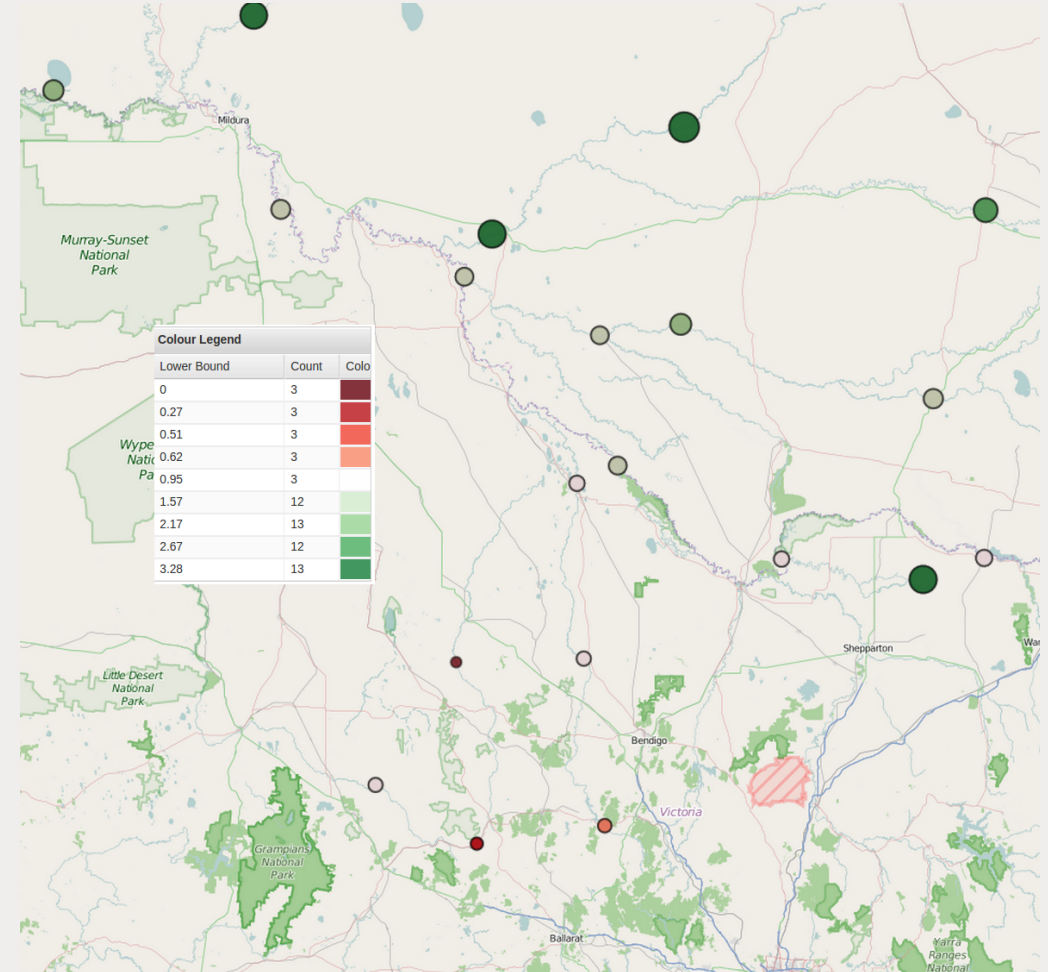 Mildura
Murray-Sunset
National
Park
Colour Legend
Lower Bound Count Colo
0 3
0.27 3
0.51 3
0.62 3
0.95 3
1.57 12
2.17 13
2.67 12
3.28 13
Wype
Natio
Pa
Shepparton
War
Little Desert
National
Park
Bendigo
Victona
Grampians
National
Park
Ballarat
Yarra
Ranges
National